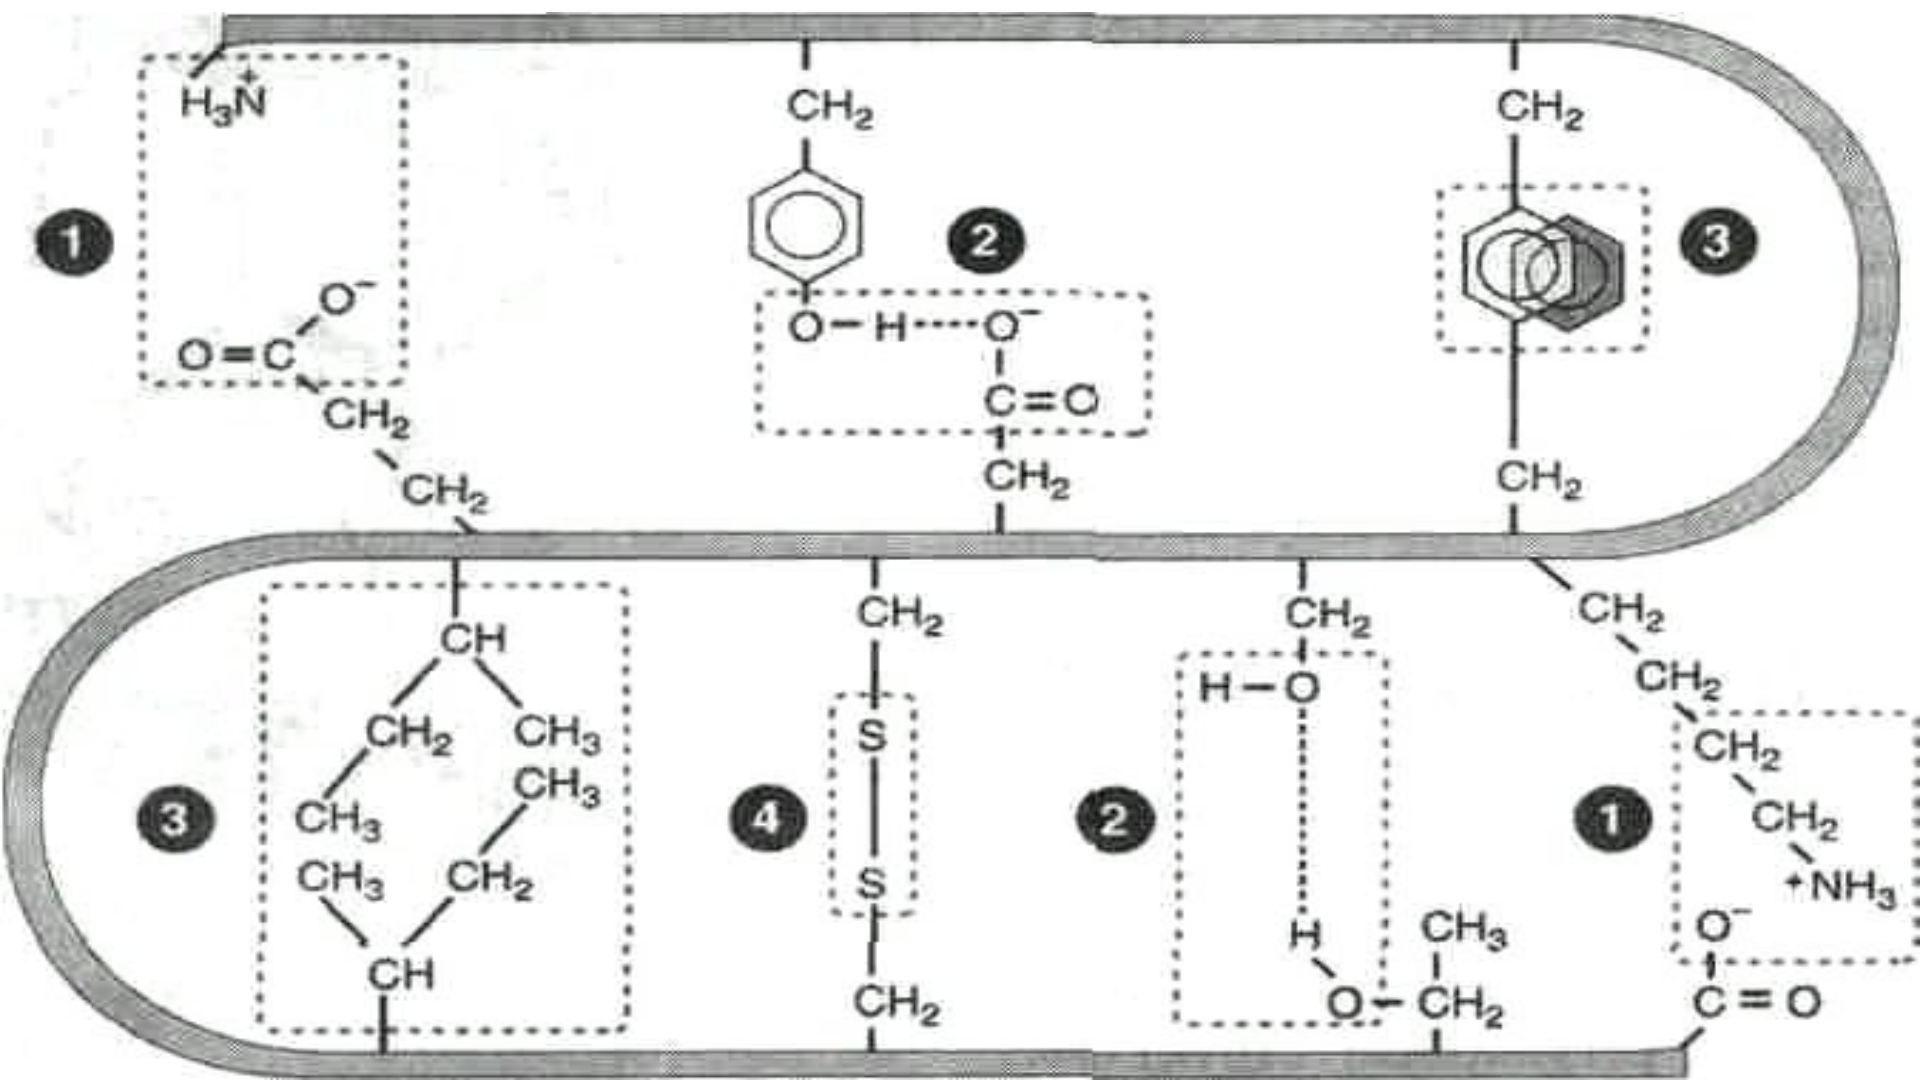 H₃N⁺
CH₂
CH₂
1
2
3
O⁻
O=C
O–H-----O⁻
C=O
CH₂
CH₂
CH₂
CH₂
CH
CH₂
CH₂
CH₂
H–O
CH₂
S
CH₂
CH₃
CH₂
CH₃
3
4
2
1
CH₃
CH₂
CH₃
CH₂
S
⁺NH₃
H
CH₃
O⁻
CH
CH₂
O–CH₂
C=O